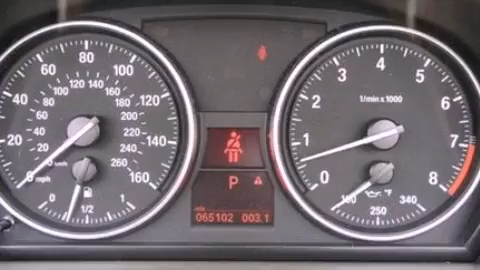 0 20 40 60 80 100 120 140 160
20 40 60 80 100 120 140 160 180 200 220 240 260
km/h
mph
0 1/2 1
P
065102 003.1
0 1 2 3 4 5 6 7 8
1/min x 1000
°F
250 340